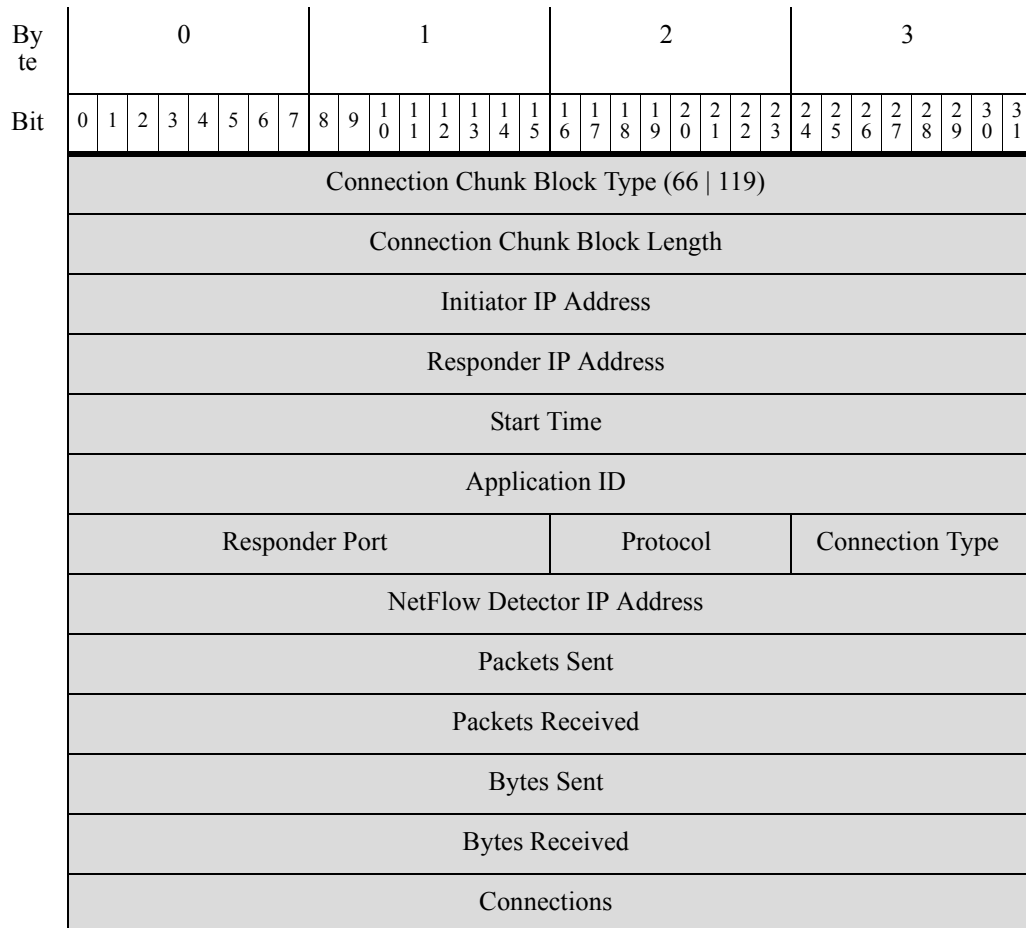 By
te
0 1 2 3
Bit 0 1 2 3 4 5 6 7 8 9 10 11 12 13 14 15 16 17 18 19 20 21 22 23 24 25 26 27 28 29 30 31
Connection Chunk Block Type (66 | 119)
Connection Chunk Block Length
Initiator IP Address
Responder IP Address
Start Time
Application ID
Responder Port Protocol Connection Type
NetFlow Detector IP Address
Packets Sent
Packets Received
Bytes Sent
Bytes Received
Connections